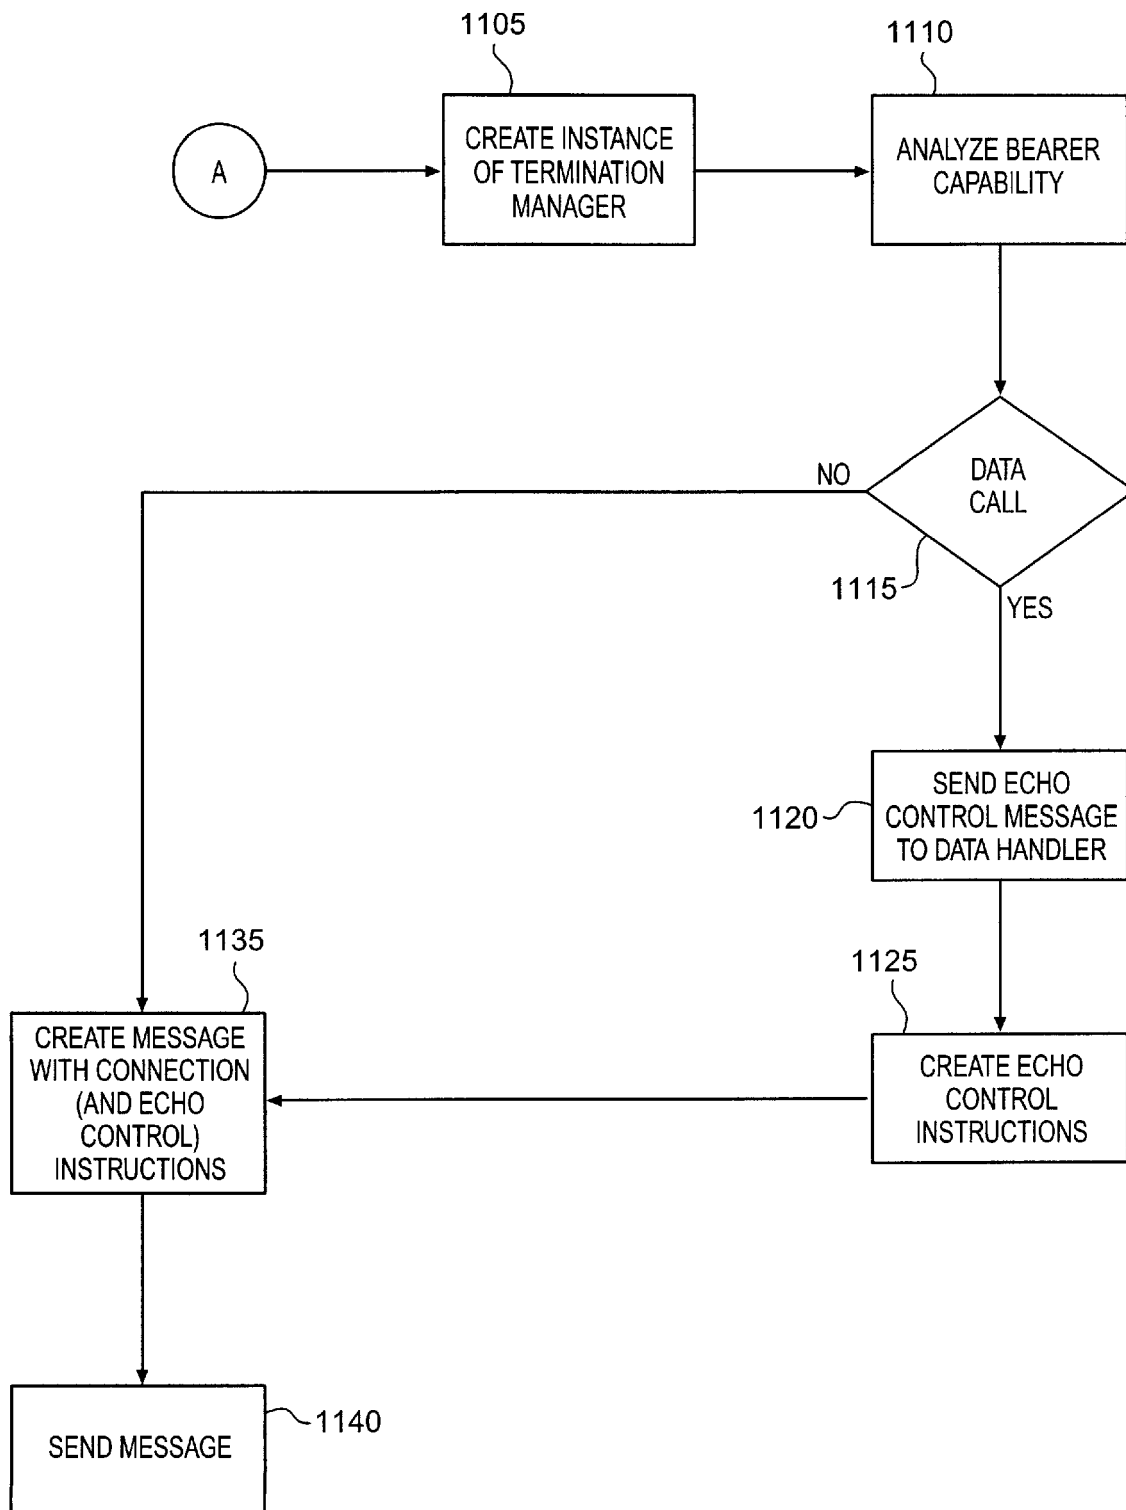 1105
1110
A
CREATE INSTANCE
OF TERMINATION
MANAGER
ANALYZE BEARER
CAPABILITY
NO
DATA
CALL
1115
YES
1120
SEND ECHO
CONTROL MESSAGE
TO DATA HANDLER
1135
1125
CREATE MESSAGE
WITH CONNECTION
(AND ECHO
CONTROL)
INSTRUCTIONS
CREATE ECHO
CONTROL
INSTRUCTIONS
SEND MESSAGE
1140